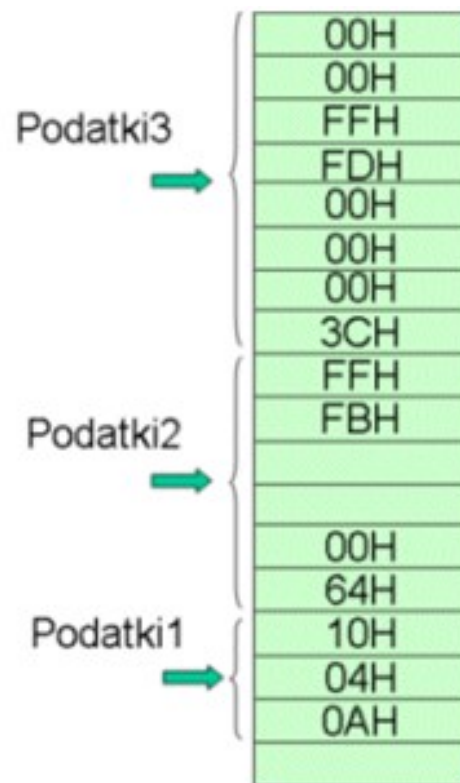 00H
00H
Podatki3
FFH
FDH
00H
00H
00H
3CH
FFH
Podatki2
FBH
00H
64H
Podatki1
10H
04H
0AH